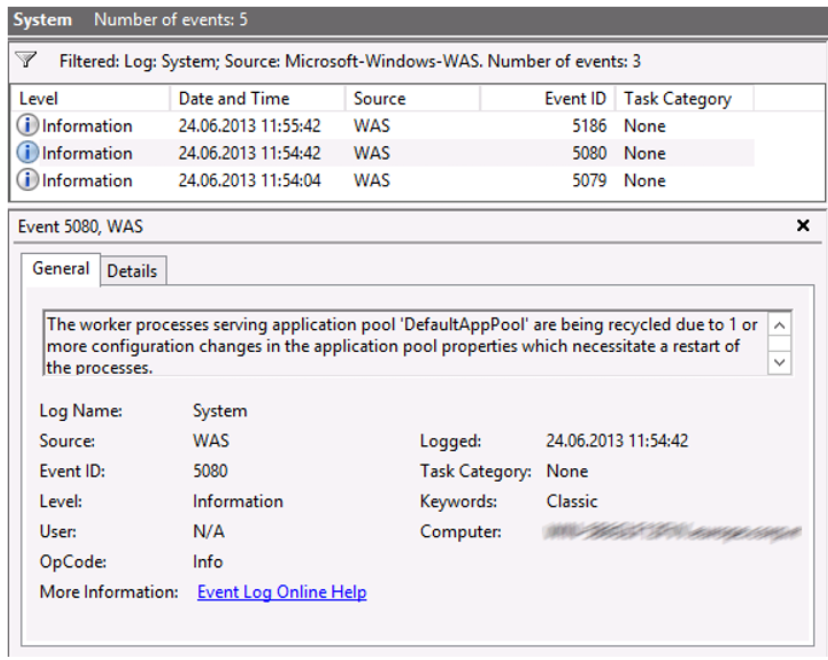 System Number of events: 5
Filtered: Log: System; Source: Microsoft-Windows-WAS. Number of events: 3
Level Date and Time Source Event ID Task Category
Information 24.06.2013 11:55:42 WAS 5186 None
Information 24.06.2013 11:54:42 WAS 5080 None
Information 24.06.2013 11:54:04 WAS 5079 None
Event 5080, WAS
General Details
The worker processes serving application pool 'DefaultAppPool' are being recycled due to 1 or
more configuration changes in the application pool properties which necessitate a restart of
the processes.
Log Name: System
Source: WAS Logged: 24.06.2013 11:54:42
Event ID: 5080 Task Category: None
Level: Information Keywords: Classic
User: N/A Computer:
OpCode: Info
More Information: Event Log Online Help